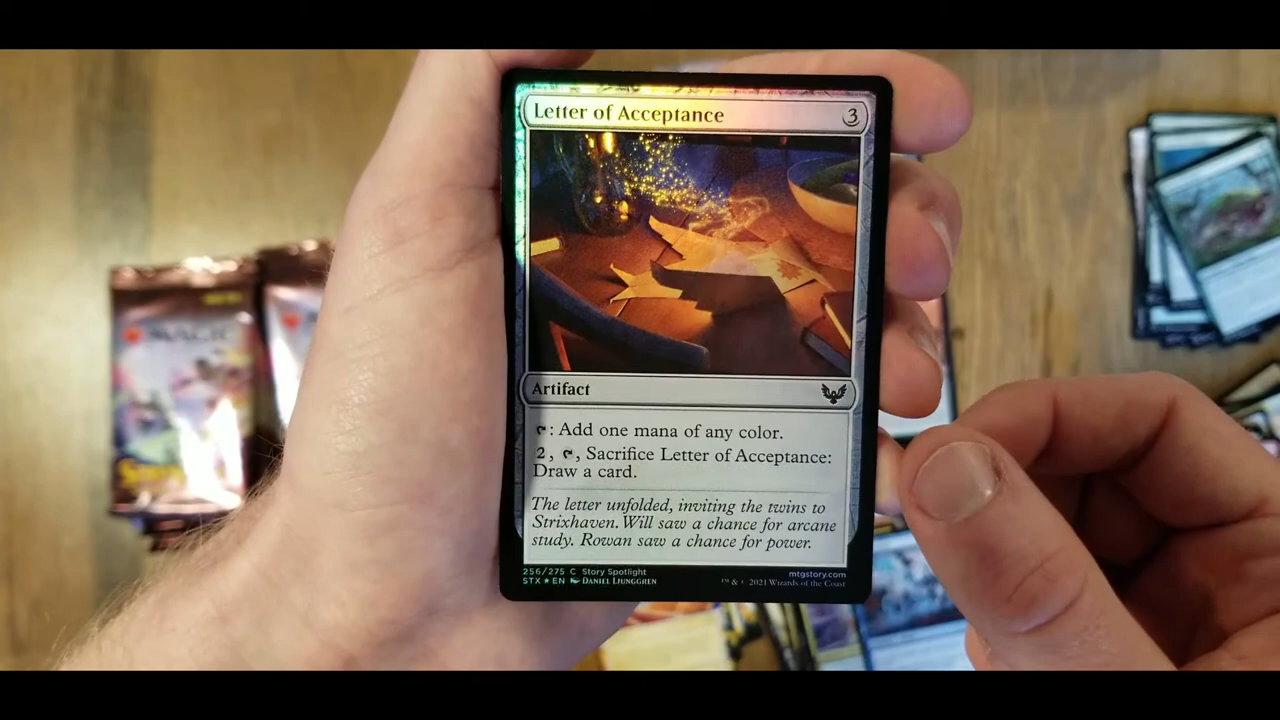 Letter of Acceptance 3
Artifact
: Add one mana of any color.
2, , Sacrifice Letter of Acceptance:
Draw a card.
The letter unfolded, inviting the twins to
Strixhaven. Will saw a chance for arcane
study. Rowan saw a chance for power.
256/275 C Story Spotlight
STX ★ EN Daniel Ljunggren
mtgstory.com
™ & © 2021 Wizards of the Coast
MAGIC